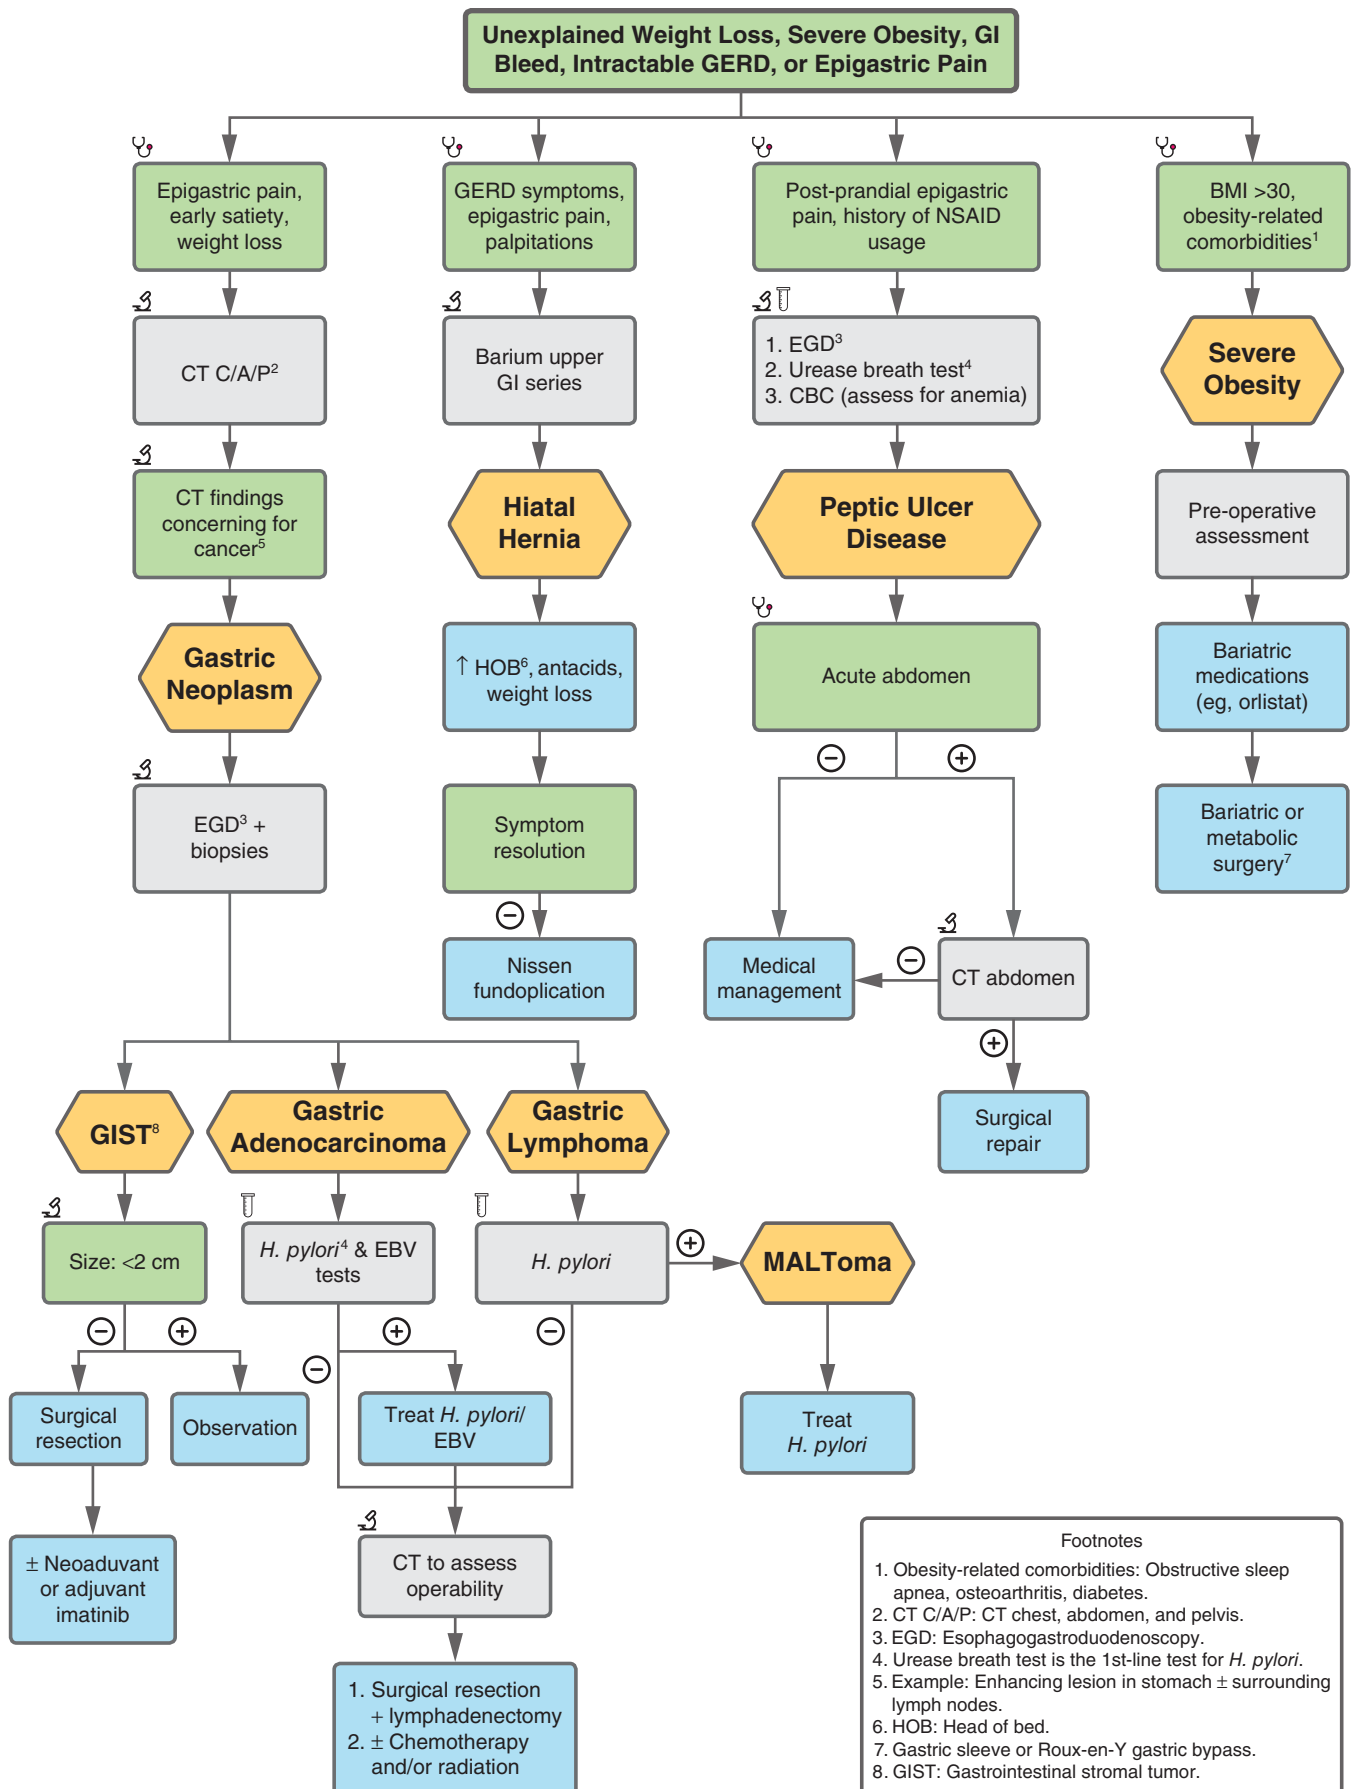 Unexplained Weight Loss, Severe Obesity, GI
Bleed, Intractable GERD, or Epigastric Pain
Epigastric pain,
early satiety,
weight loss
GERD symptoms,
epigastric pain,
palpitations
Post-prandial epigastric
pain, history of NSAID
usage
BMI >30,
obesity-related
comorbidities¹
CT C/A/P²
Barium upper
GI series
1. EGD³
2. Urease breath test⁴
3. CBC (assess for anemia)
Severe
Obesity
CT findings
concerning for
cancer⁵
Hiatal
Hernia
Peptic Ulcer
Disease
Pre-operative
assessment
Gastric
Neoplasm
↑ HOB⁶, antacids,
weight loss
Acute abdomen
Bariatric
medications
(eg, orlistat)
EGD³ +
biopsies
Symptom
resolution
Bariatric or
metabolic
surgery⁷
Nissen
fundoplication
Medical
management
CT abdomen
Surgical
repair
GIST⁸
Gastric
Adenocarcinoma
Gastric
Lymphoma
Size: <2 cm
H. pylori⁴ & EBV
tests
H. pylori
MALToma
Surgical
resection
Observation
Treat H. pylori/
EBV
Treat
H. pylori
± Neoaduvant
or adjuvant
imatinib
CT to assess
operability
1. Surgical resection
+ lymphadenectomy
2. ± Chemotherapy
and/or radiation
Footnotes
1. Obesity-related comorbidities: Obstructive sleep
apnea, osteoarthritis, diabetes.
2. CT C/A/P: CT chest, abdomen, and pelvis.
3. EGD: Esophagogastroduodenoscopy.
4. Urease breath test is the 1st-line test for H. pylori.
5. Example: Enhancing lesion in stomach ± surrounding
lymph nodes.
6. HOB: Head of bed.
7. Gastric sleeve or Roux-en-Y gastric bypass.
8. GIST: Gastrointestinal stromal tumor.